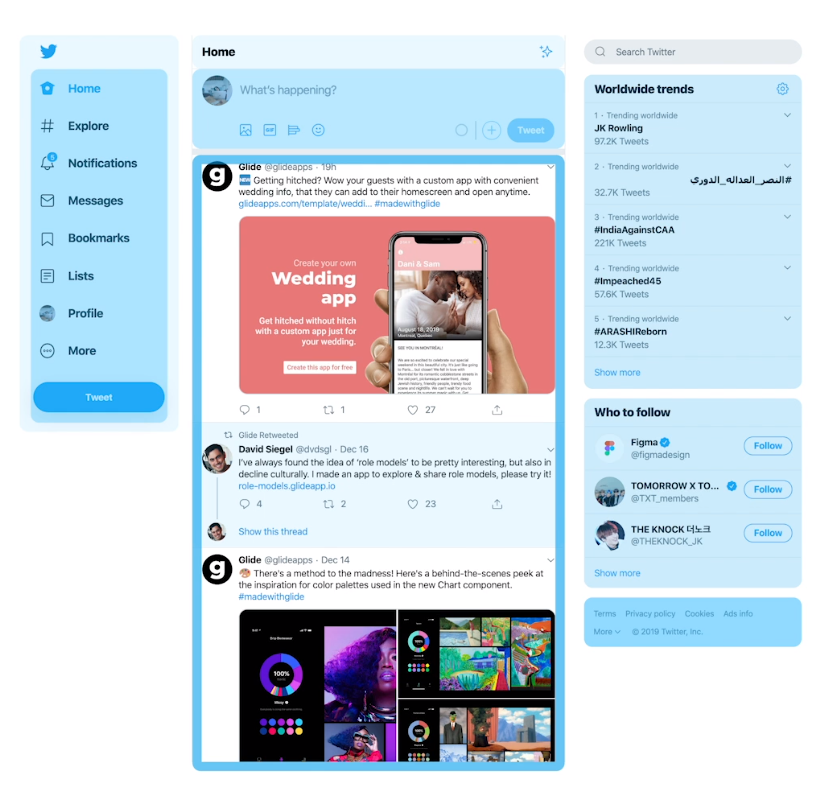 Home
Explore
8
Notifications
Messages
Bookmarks
Lists
Profile
More
Tweet
Home
What's happening?
GIF
Tweet
Glide @glideapps · 19h
🆕 Getting hitched? Wow your guests with a custom app with convenient
wedding info, that they can add to their homescreen and open anytime.
glideapps.com/template/weddi... #madewithglide
Create your own
Wedding
app
Get hitched without hitch
with a custom app just for
your wedding.
Create this app for free
Dani & Sam
August 18, 2019
Montreal, Quebec
SEE YOU IN MONTRÉAL!
1
1
27
Glide Retweeted
David Siegel @dvdsgl · Dec 16
I've always found the idea of 'role models' to be pretty interesting, but also in
decline culturally. I made an app to explore & share role models, please try it!
role-models.glideapp.io
4
2
23
Show this thread
Glide @glideapps · Dec 14
There's a method to the madness! Here's a behind-the-scenes peek at
the inspiration for color palettes used in the new Chart component.
#madewithglide
100%
Search Twitter
Worldwide trends
1 · Trending worldwide
JK Rowling
97.2K Tweets
2 · Trending worldwide
#النصر_العداله_الدوري
32.7K Tweets
3 · Trending worldwide
#IndiaAgainstCAA
221K Tweets
4 · Trending worldwide
#Impeached45
57.6K Tweets
5 · Trending worldwide
#ARASHIReborn
12.3K Tweets
Show more
Who to follow
Figma
@figmadesign
Follow
TOMORROW X TO...
@TXT_members
Follow
THE KNOCK 더노크
@THEKNOCK_JK
Follow
Show more
Terms Privacy policy Cookies Ads info
More © 2019 Twitter, Inc.